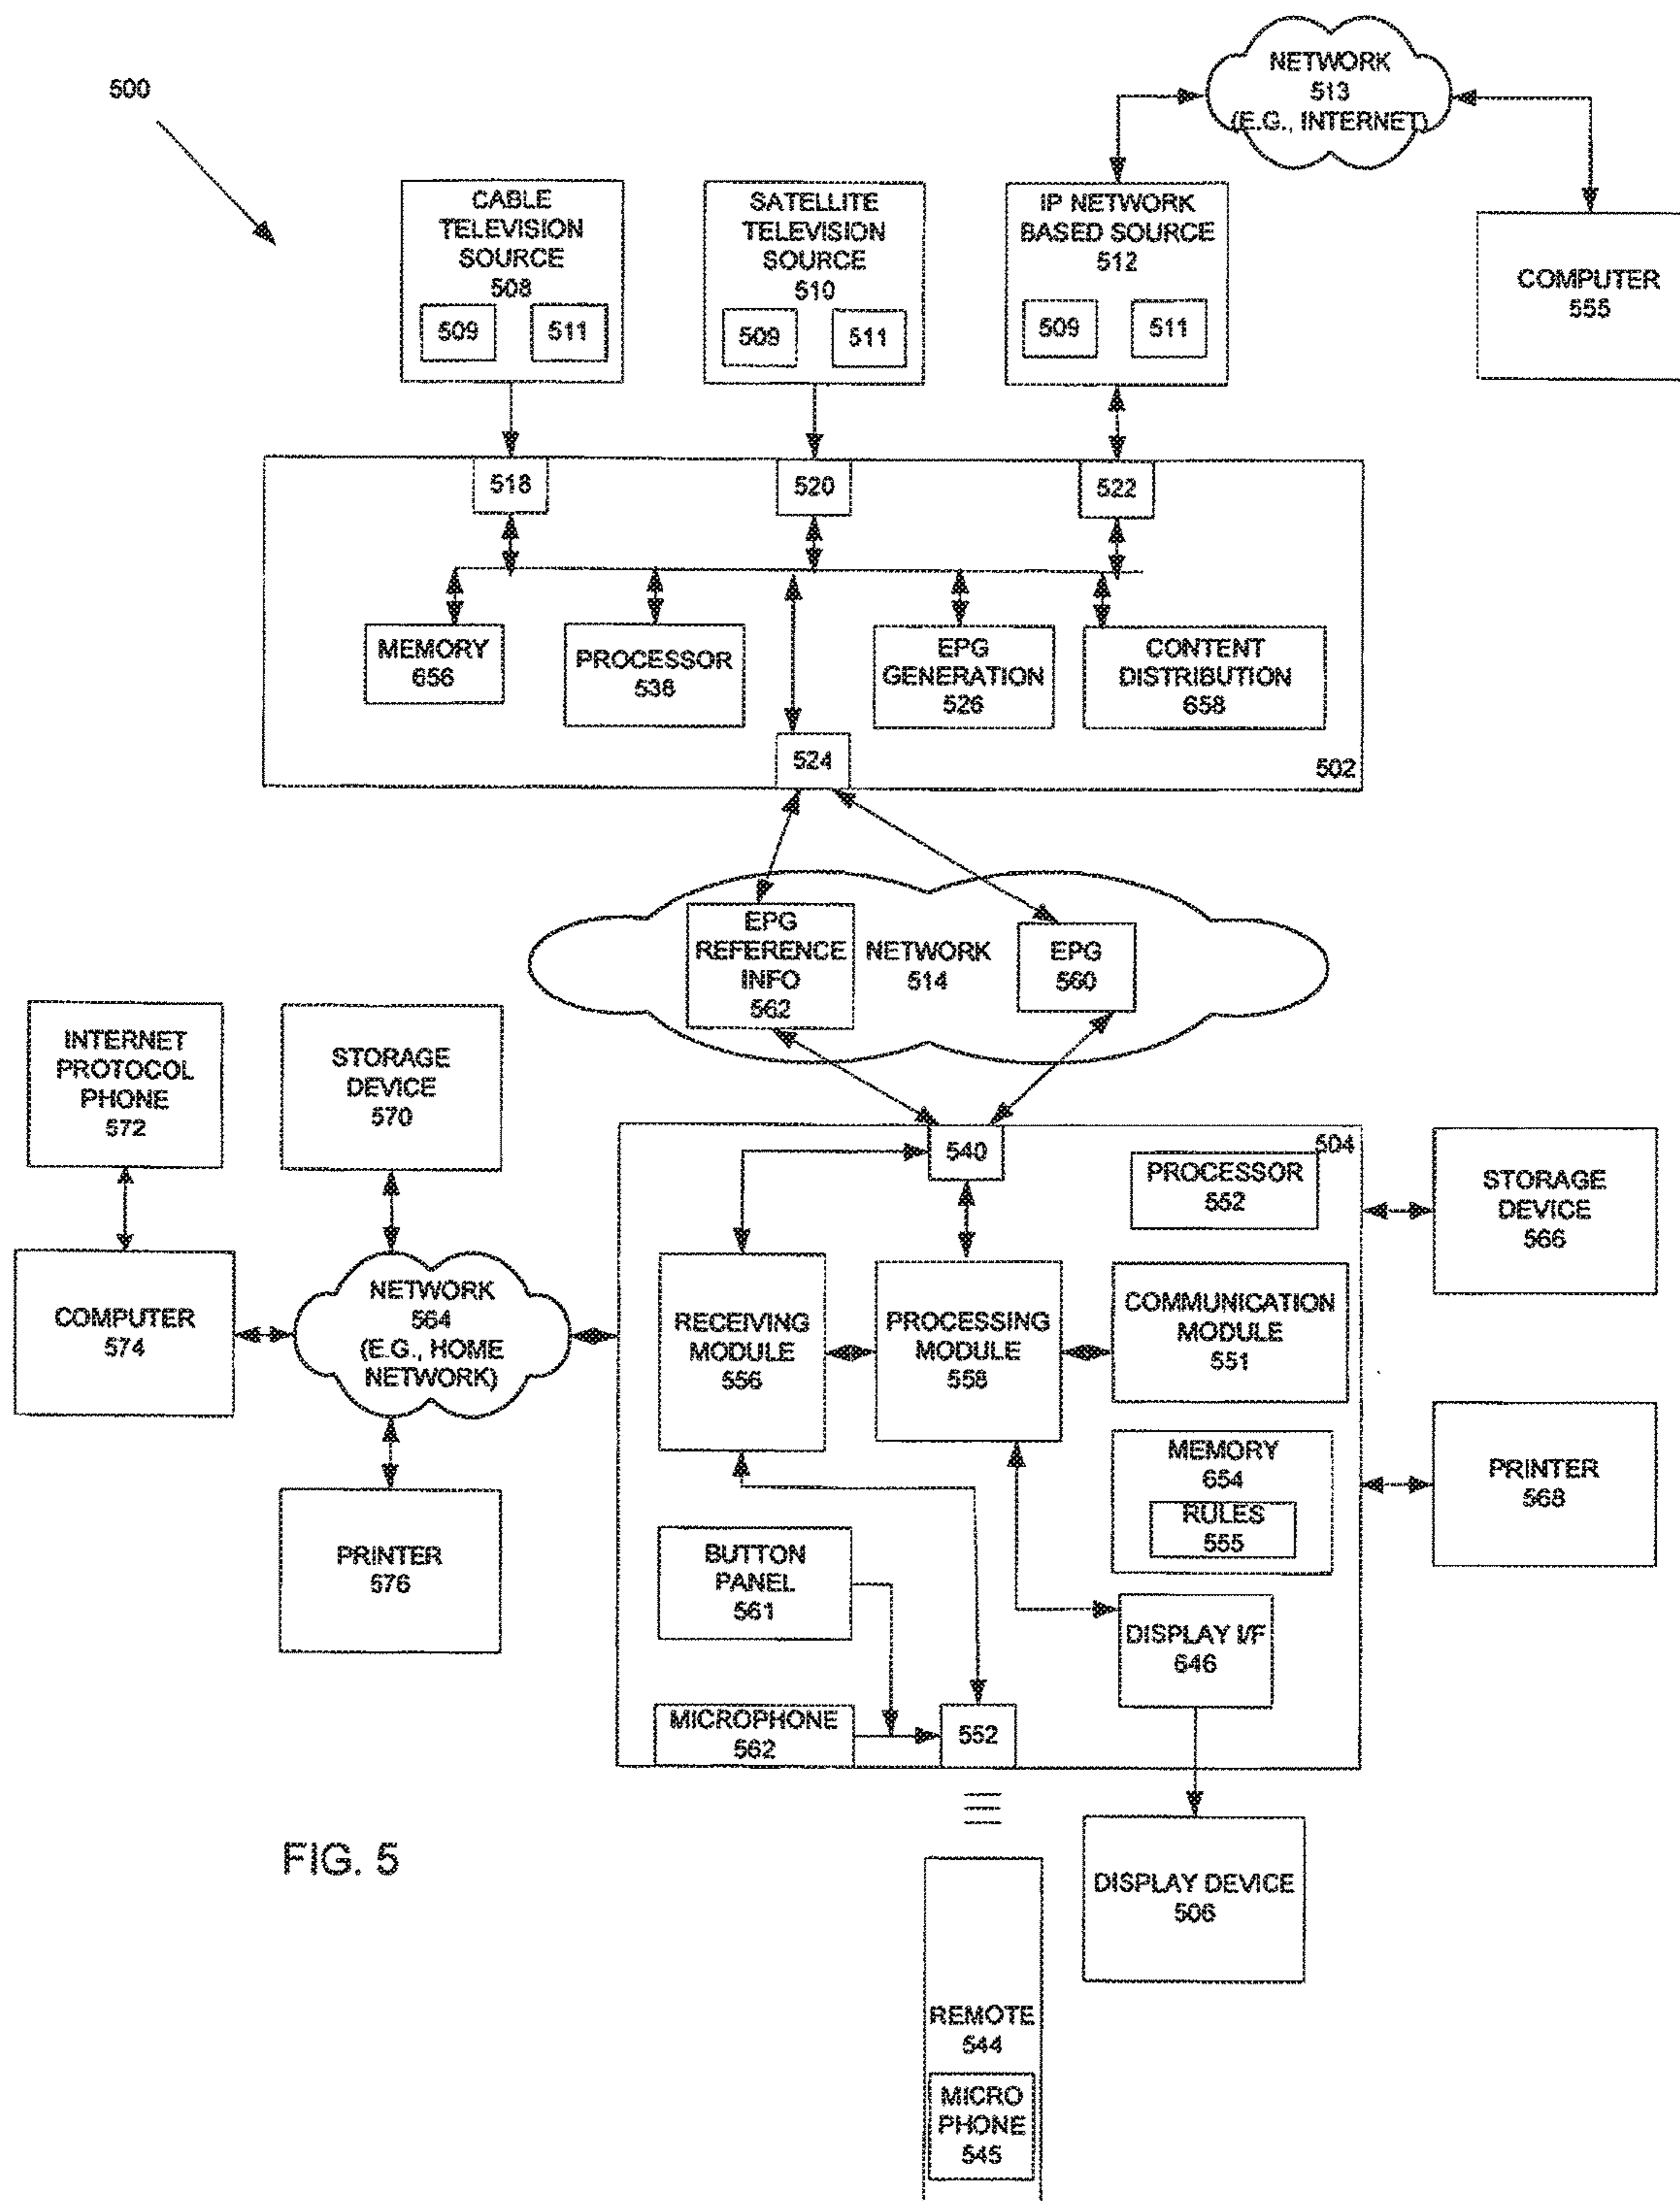 500
NETWORK
513
(E.G., INTERNET)
CABLE
TELEVISION
SOURCE
508
509
511
SATELLITE
TELEVISION
SOURCE
510
509
511
IP NETWORK
BASED SOURCE
512
509
511
COMPUTER
555
518
520
522
MEMORY
656
PROCESSOR
538
EPG
GENERATION
526
CONTENT
DISTRIBUTION
658
524
502
EPG
REFERENCE
INFO
562
NETWORK
514
EPG
560
INTERNET
PROTOCOL
PHONE
572
STORAGE
DEVICE
570
COMPUTER
574
NETWORK
564
(E.G., HOME
NETWORK)
PRINTER
576
540
504
PROCESSOR
552
RECEIVING
MODULE
556
PROCESSING
MODULE
558
COMMUNICATION
MODULE
551
MEMORY
654
RULES
555
BUTTON
PANEL
561
DISPLAY I/F
646
MICROPHONE
562
552
STORAGE
DEVICE
566
PRINTER
568
DISPLAY DEVICE
506
REMOTE
544
MICRO
PHONE
545
FIG. 5